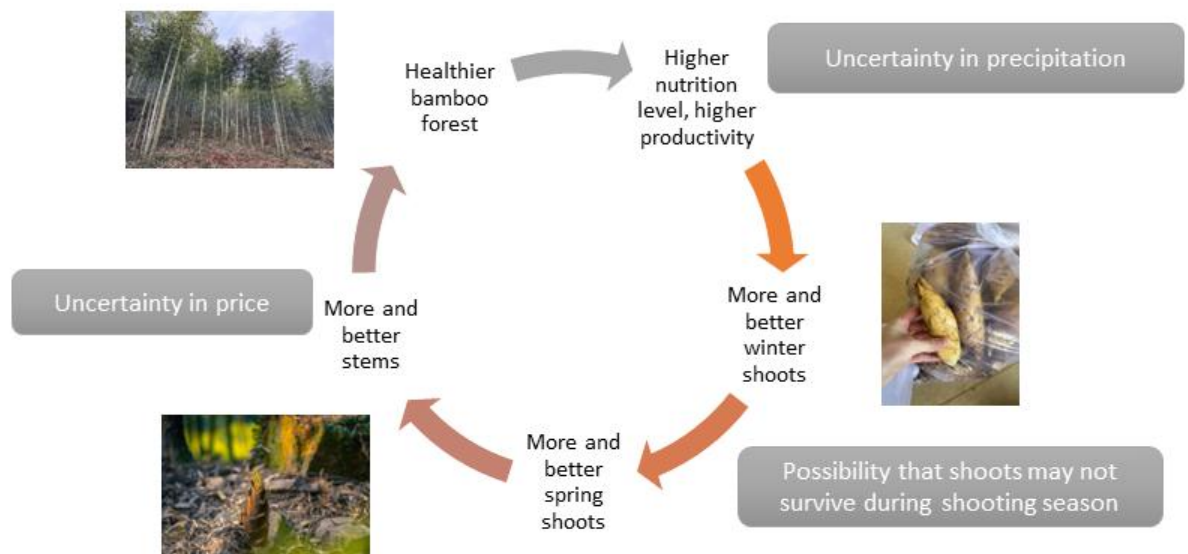 Healthier
bamboo
forest
Higher
nutrition
level, higher
productivity
Uncertainty in precipitation
More and
better
winter
shoots
Possibility that shoots may not
survive during shooting season
More and
better
spring
shoots
More and
better
stems
Uncertainty in price